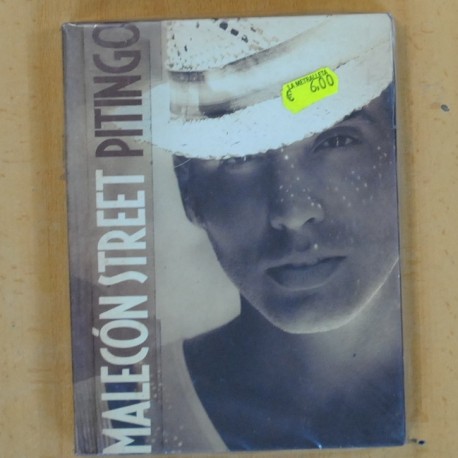 MALECÓN STREET PITINGO
LA METRALLETA
€ 6,00